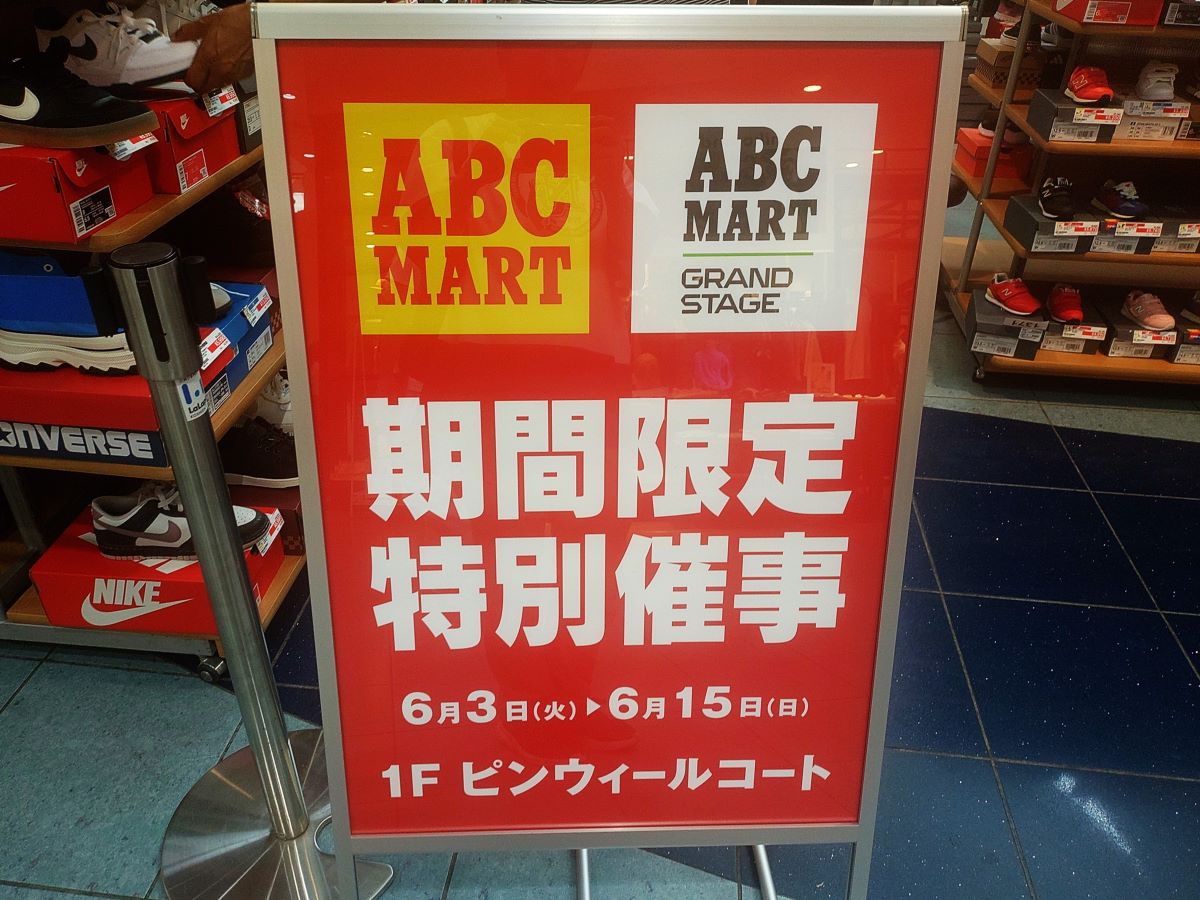 ABC
MART
ABC
MART
GRAND
STAGE
期間限定
特別催事
6月3日(火)▶6月15日(日)
1F ピンウィールコート
CONVERSE
NIKE